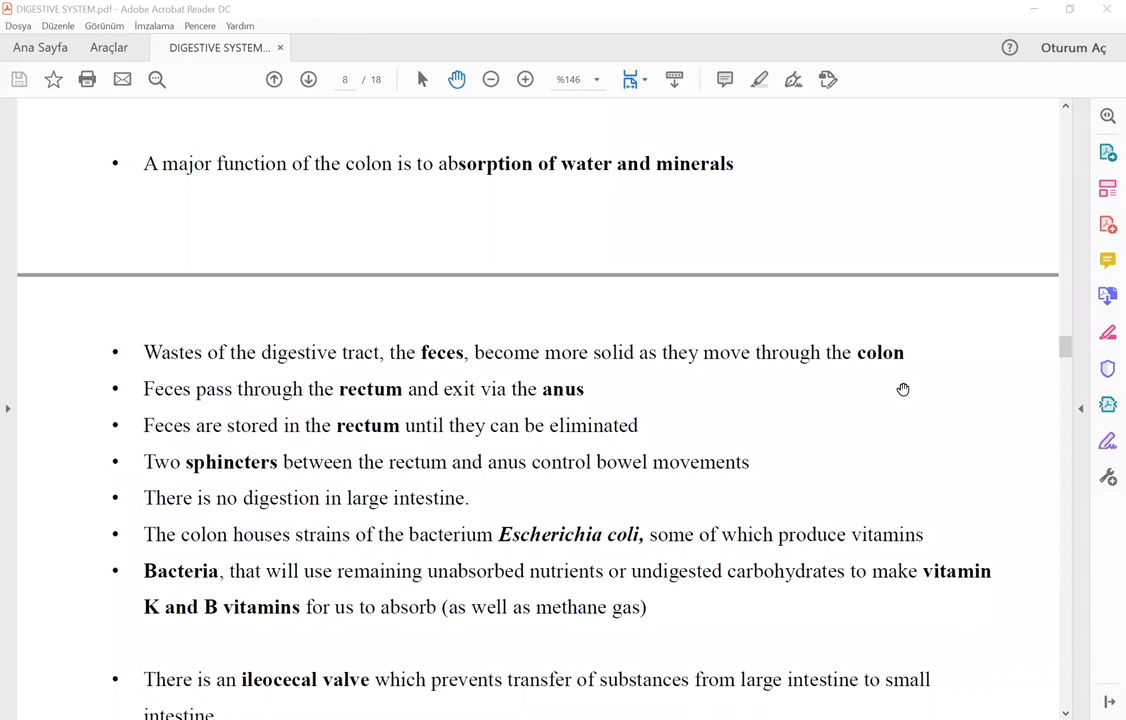 DIGESTIVE SYSTEM.pdf - Adobe Acrobat Reader DC
Dosya Düzenle Görünüm İmzalama Pencere Yardım
Ana Sayfa Araçlar DIGESTIVE SYSTEM... × ? Oturum Aç
8 / 18 %146
• A major function of the colon is to absorption of water and minerals
• Wastes of the digestive tract, the feces, become more solid as they move through the colon
• Feces pass through the rectum and exit via the anus
• Feces are stored in the rectum until they can be eliminated
• Two sphincters between the rectum and anus control bowel movements
• There is no digestion in large intestine.
• The colon houses strains of the bacterium Escherichia coli, some of which produce vitamins
• Bacteria, that will use remaining unabsorbed nutrients or undigested carbohydrates to make vitamin
K and B vitamins for us to absorb (as well as methane gas)
• There is an ileocecal valve which prevents transfer of substances from large intestine to small
intestine